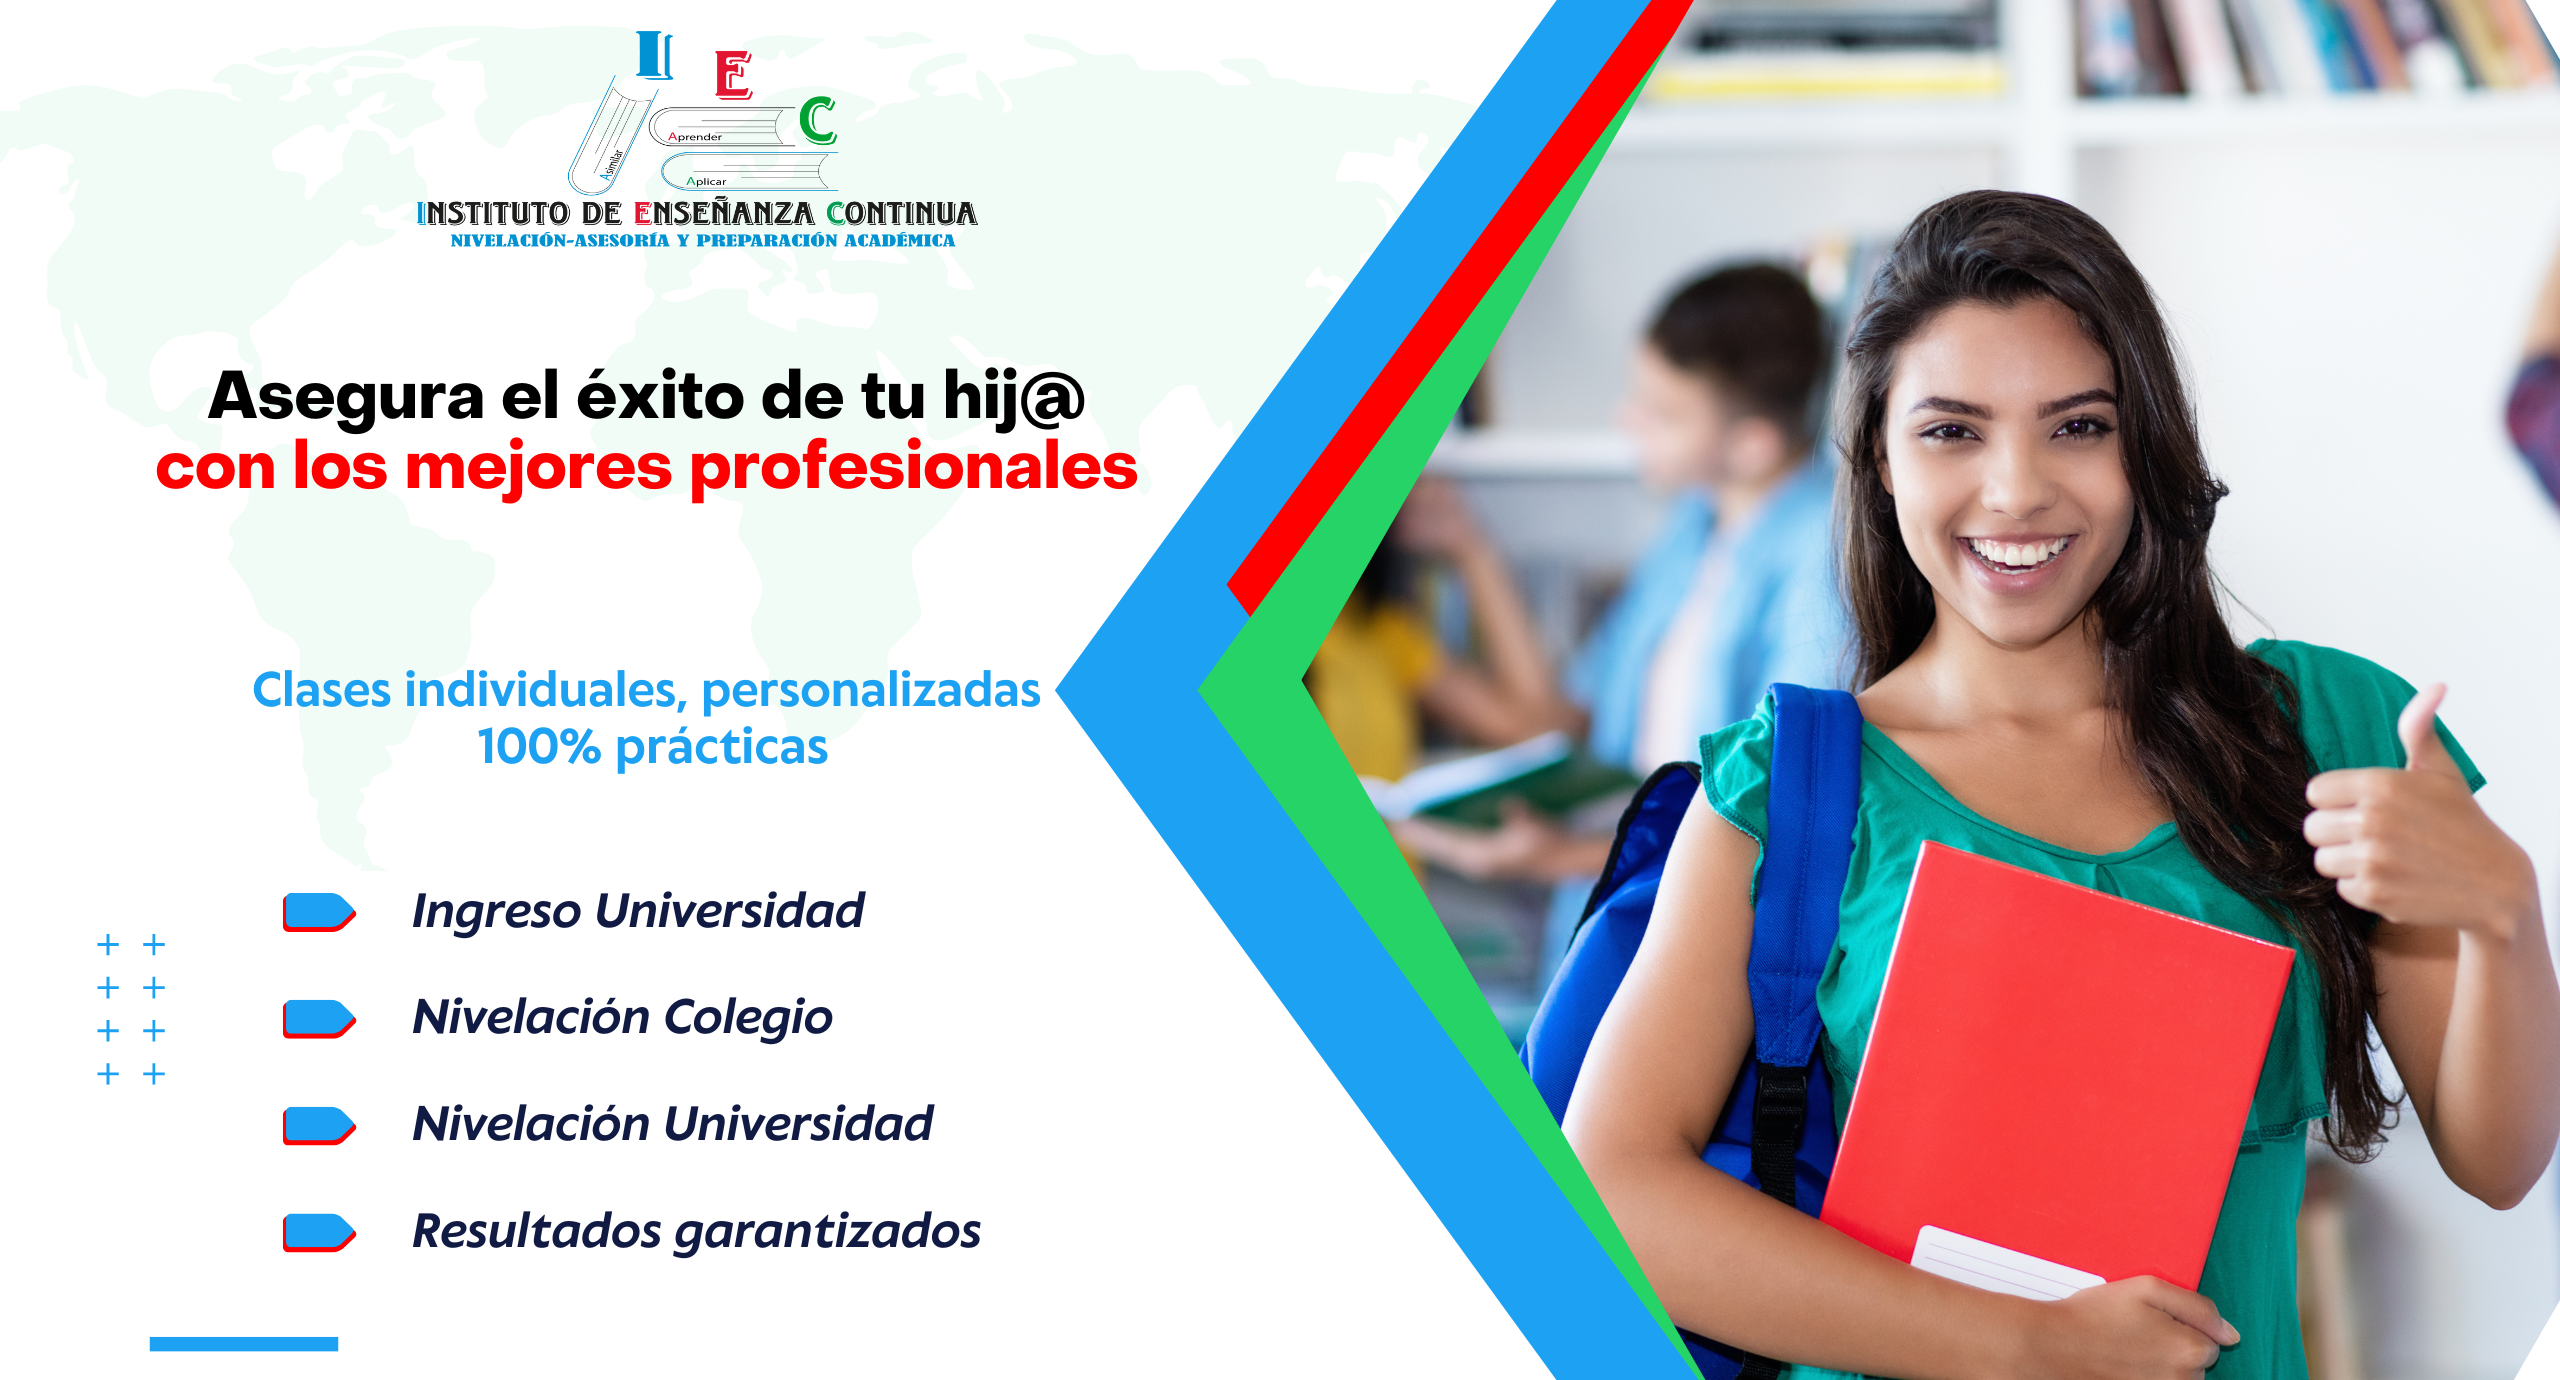 I E C
Asimilar
Aprender
Aplicar
INSTITUTO DE ENSEÑANZA CONTINUA
NIVELACIÓN-ASESORÍA Y PREPARACIÓN ACADÉMICA
Asegura el éxito de tu hij@
con los mejores profesionales
Clases individuales, personalizadas
100% prácticas
Ingreso Universidad
Nivelación Colegio
Nivelación Universidad
Resultados garantizados